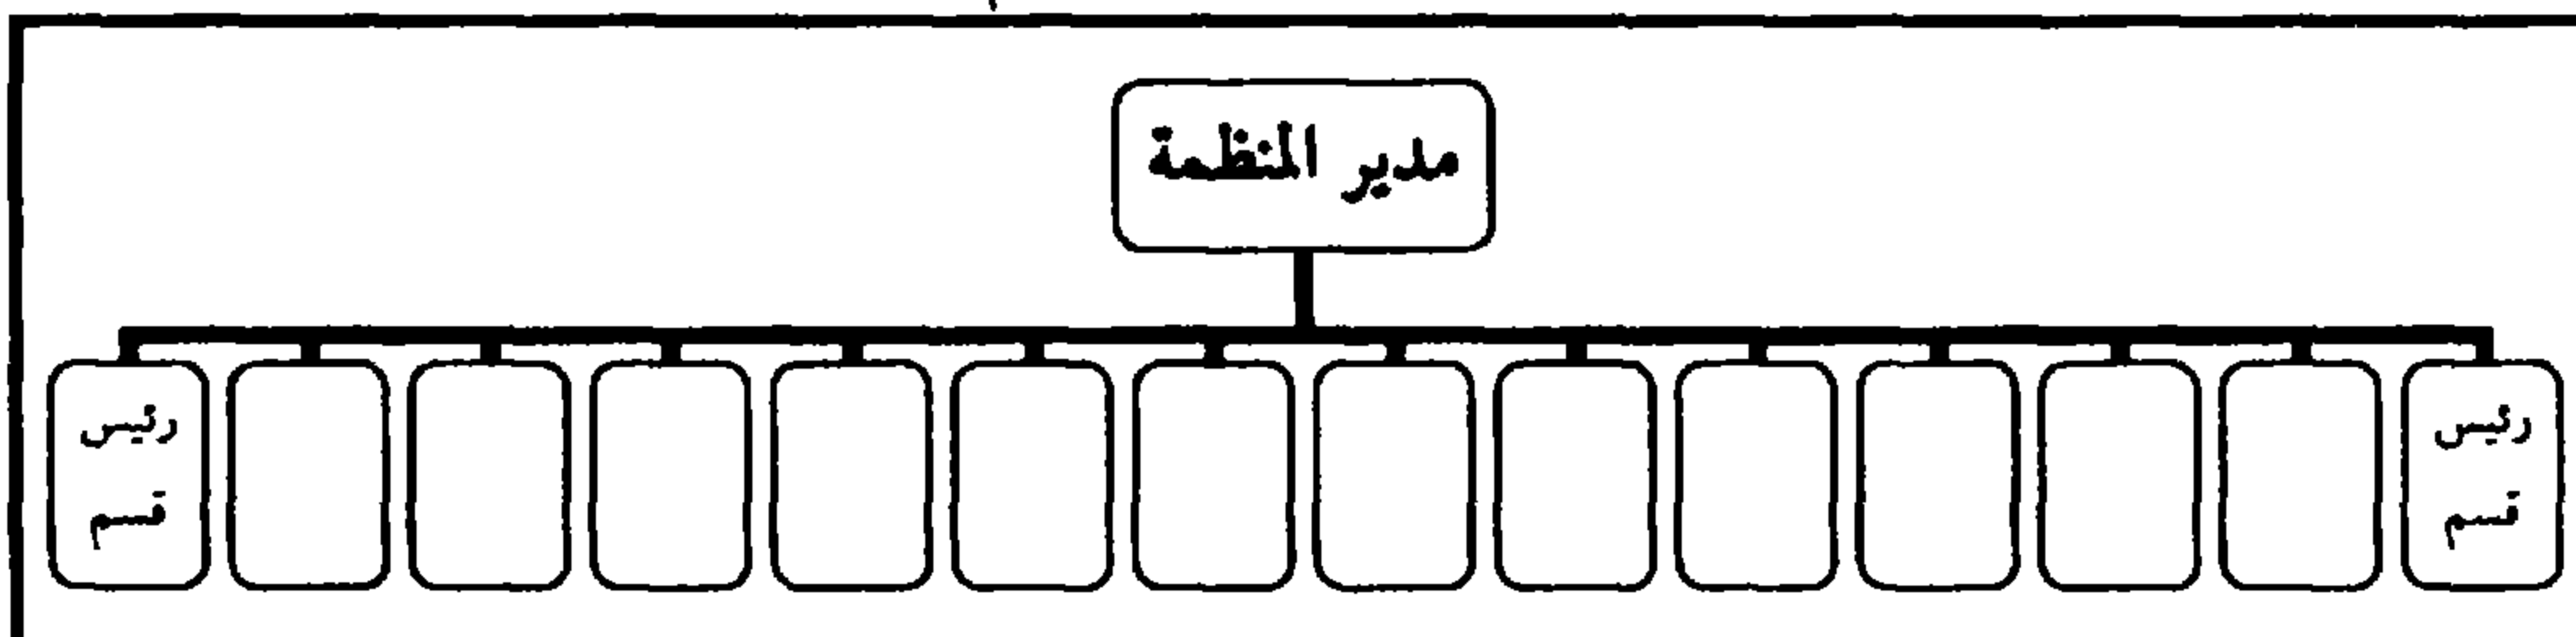 مدير المنظمة
رئيس
قسم
رئيس
قسم